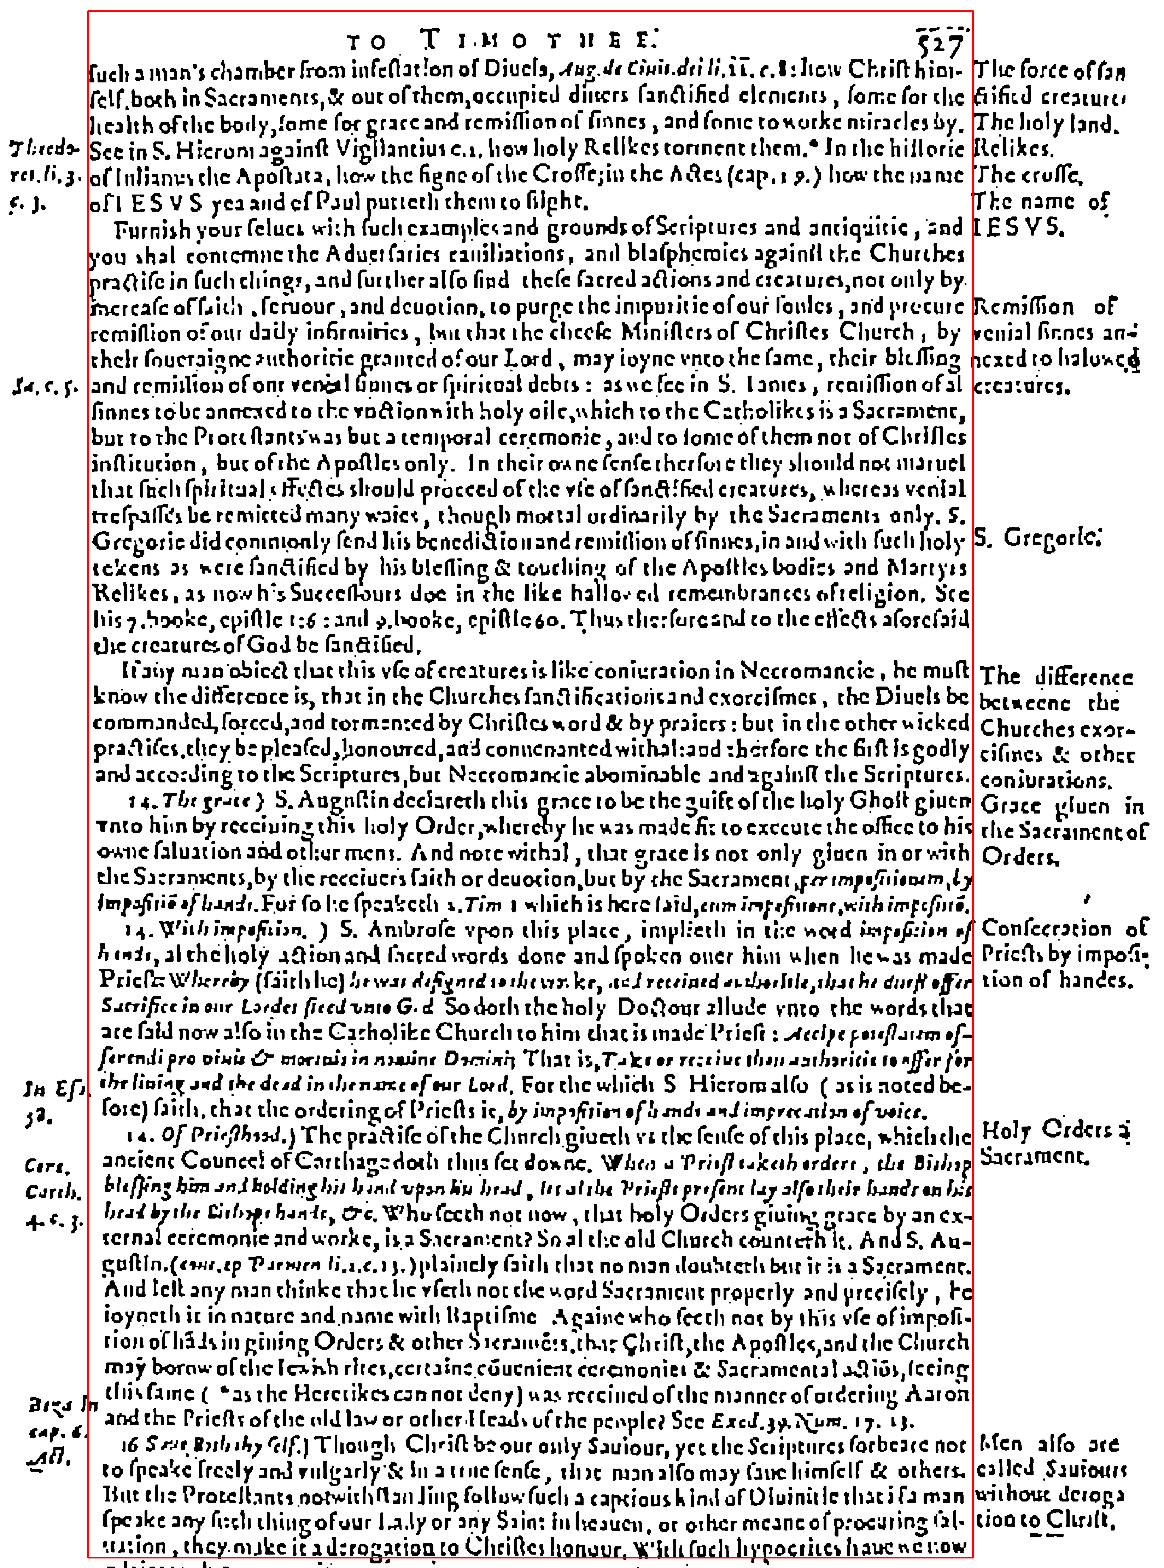 TO TIMOTHEE.
527
such a man's chamber from infestation of Diuels, Aug. de Ciuit. dei li. 22. c. 8: how Christ him-
self, both in Sacraments, & out of them, occupied diuers sanctified elements, some for the
health of the body, some for grace and remission of sinnes, and some to worke miracles by.
See in S. Hierom against Vigilantius c. 1. how holy Relikes torment them. * In the historie
of Iulianus the Apostata, how the signe of the Crosse; in the Actes (cap. 19.) how the name
of IESVS yea and of Paul putteth them to flight.
Furnish your selues with such examples and grounds of Scriptures and antiquitie, and
you shal contemne the Aduersaries cauillations, and blasphemies against the Churches
practise in such things, and further also find these sacred actions and creatures, not only by
increase of faith, feruour, and deuotion, to purge the impuritie of our soules, and procure
remission of our daily infirmities, but that the cheefe Ministers of Christes Church, by
their soueraigne authoritie granted of our Lord, may ioyne vnto the same, their blessing
and remission of our venial sinnes or spiritual debts: as we see in S. Iames, remission of al
sinnes to be annexed to the vnction with holy oile, which to the Catholikes is a Sacrament,
but to the Protestants was but a temporal ceremonie, and to some of them not of Christes
institution, but of the Apostles only. In their owne sense therfore they should not maruel
that such spiritual effectes should proceed of the vse of sanctified creatures, whereas venial
trespasses be remitted many waies, though mortal ordinarily by the Sacraments only. S.
Gregorie did commonly send his benediction and remission of sinnes, in and with such holy
tokens as were sanctified by his blessing & touching of the Apostles bodies and Martyrs
Relikes, as now his Successours doe in the like hallowed remembrances of religion. See
his 7. booke, epistle 126: and 9. booke, epistle 60. Thus therfore and to the effects aforesaid
the creatures of God be sanctified.
If any man obiect that this vse of creatures is like coniuration in Necromancie, he must
know the difference is, that in the Churches sanctifications and exorcismes, the Diuels be
commanded, forced, and tormented by Christes word & by praiers: but in the other wicked
practises, they be pleased, honoured, and couenanted withal: and therfore the first is godly
and according to the Scriptures, but Necromancie abominable and against the Scriptures.
14. The grace) S. Augustin declareth this grace to be the guift of the holy Ghost giuen
vnto him by receiuing this holy Order, whereby he was made fit to execute the office to his
owne saluation and other mens. And note withal, that grace is not only giuen in or with
the Sacraments, by the receiuers faith or deuotion, but by the Sacrament, per impositionem, by
impositiō of hands. For so he speaketh 2. Tim 1 which is here said, cum impositione, with impositiō.
14. With imposition. ) S. Ambrose vpon this place, implieth in the word imposition of
hands, al the holy action and sacred words done and spoken ouer him when he was made
Priest: Whereby (saith he) he was designed to the worke, and receiued authoritie, that he durst offer
Sacrifice in our Lordes steed vnto God. So doth the holy Doctour allude vnto the words that
are said now also in the Catholike Church to him that is made Priest: Accipe potestatem of-
ferendi pro viuis & mortuis in nomine Domini; That is, Take or receiue thou authoritie to offer for
the liuing and the dead in the name of our Lord. For the which S Hierom also ( as is noted be-
fore) saith, that the ordering of Priests is, by imposition of hands and imprecation of voice.
14. Of Priesthood.) The practise of the Church giueth vs the sense of this place, which the
ancient Councel of Carthage doth thus set downe. When a Priest taketh orders, the Bishop
blessing him and holding his hand vpon his head, let al the Priests present lay also their hands on his
head by the Bishops hands, &c. Who seeth not now, that holy Orders giuing grace by an ex-
ternal ceremonie and worke, is a Sacrament? So al the old Church counteth it. And S. Au-
gustin. (cont. ep Parmen li. 2. c. 13.) plainely saith that no man doubteth but it is a Sacrament.
And lest any man thinke that he vseth not the word Sacrament properly and precisely, he
ioyneth it in nature and name with Baptisme Againe who seeth not by this vse of imposi-
tion of hāds in giuing Orders & other Sacramēts, that Christ, the Apostles, and the Church
may borow of the Iewish rites, certaine cōuenient ceremonies & Sacramental actiōs, seeing
this same ( * as the Heretikes can not deny) was receiued of the manner of ordering Aaron
and the Priests of the old law or other Heads of the people? See Exod. 39. Num. 17. 23.
16 Saue both thy self.) Though Christ be our only Sauiour, yet the Scriptures forbeare not
to speake freely and vulgarly & in a true sense, that man also may saue himself & others.
But the Protestants notwithstanding follow such a captious kind of Diuinitie that if a man
speake any such thing of our Lady or any Saint in heauen, or other meane of procuring sal-
uation, they make it a derogation to Christes honour. With such hypocrites haue we now
Theodo-
ret. li. 3.
c. 3.
Ia. c. 5.
In Esa.
58.
Conc.
Carth.
4. c. 3.
Beza in
cap. 6.
Act.
The force of san
ctified creatures
The holy land.
Relikes.
The crosse.
The name of
IESVS.
Remission of
venial sinnes an-
nexed to halowed
creatures.
S. Gregorie.
The difference
betweene the
Churches exor-
cismes & other
coniurations.
Grace giuen in
the Sacrament of
Orders.
Consecration of
Priests by imposi-
tion of handes.
Holy Orders a
Sacrament.
Men also are
called Sauiours
without deroga
tion to Christ.